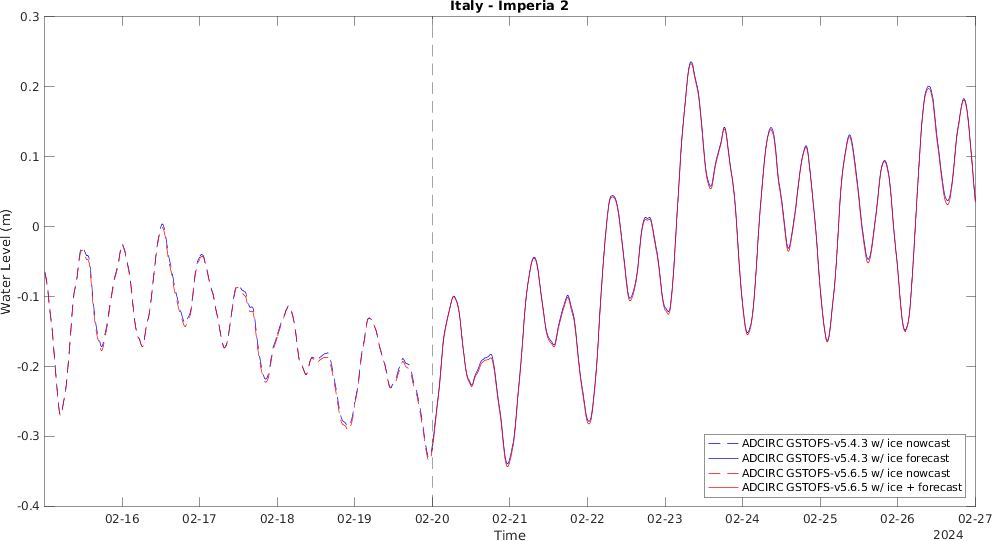 Italy - Imperia 2
0.3
0.2
0.1
0
-0.1
-0.2
-0.3
-0.4
Water Level (m)
ADCIRC GSTOFS-v5.4.3 w/ ice nowcast
ADCIRC GSTOFS-v5.4.3 w/ ice forecast
ADCIRC GSTOFS-v5.6.5 w/ ice nowcast
ADCIRC GSTOFS-v5.6.5 w/ ice + forecast
02-16 02-17 02-18 02-19 02-20 02-21 02-22 02-23 02-24 02-25 02-26 02-27
Time
2024